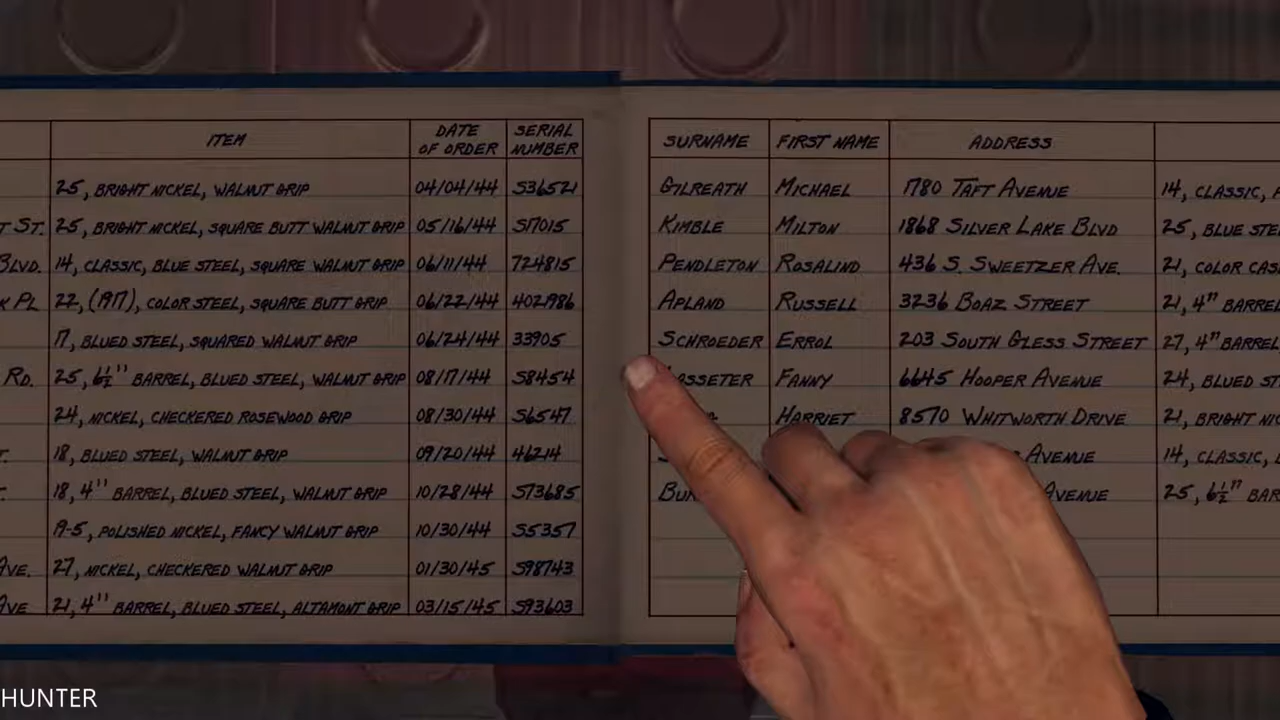 ITEM DATE OF ORDER SERIAL NUMBER
25, BRIGHT NICKEL, WALNUT GRIP 04/04/44 S36521
T ST. 25, BRIGHT NICKEL, SQUARE BUTT WALNUT GRIP 05/16/44 S17015
BLVD. 14, CLASSIC, BLUE STEEL, SQUARE WALNUT GRIP 06/11/44 724815
K PL 22, (1917), COLOR STEEL, SQUARE BUTT GRIP 06/22/44 402986
17, BLUED STEEL, SQUARED WALNUT GRIP 06/24/44 33905
RD. 25, 6½" BARREL, BLUED STEEL, WALNUT GRIP 08/17/44 S8454
24, NICKEL, CHECKERED ROSEWOOD GRIP 08/30/44 S6547
T. 18, BLUED STEEL, WALNUT GRIP 09/20/44 46214
T. 18, 4" BARREL, BLUED STEEL, WALNUT GRIP 10/28/44 S73685
A-5, POLISHED NICKEL, FANCY WALNUT GRIP 10/30/44 S5357
AVE. 27, NICKEL, CHECKERED WALNUT GRIP 01/30/45 S98743
AVE 21, 4" BARREL, BLUED STEEL, ALTAMONT GRIP 03/15/45 S93603
SURNAME FIRST NAME ADDRESS
GILREATH MICHAEL 1780 TAFT AVENUE 14, CLASSIC,
KIMBLE MILTON 1868 SILVER LAKE BLVD 25, BLUE STE
PENDLETON ROSALIND 436 S. SWEETZER AVE. 21, COLOR CAS
APLAND RUSSELL 3236 BOAZ STREET 21, 4" BARREL
SCHROEDER ERROL 203 SOUTH GLESS STREET 27, 4" BARREL
ASSETER FANNY 6645 HOOPER AVENUE 24, BLUED ST
HARRIET 8570 WHITWORTH DRIVE 21, BRIGHT NIC
AVENUE 14, CLASSIC,
BU AVENUE 25, 6½" BAR
HUNTER